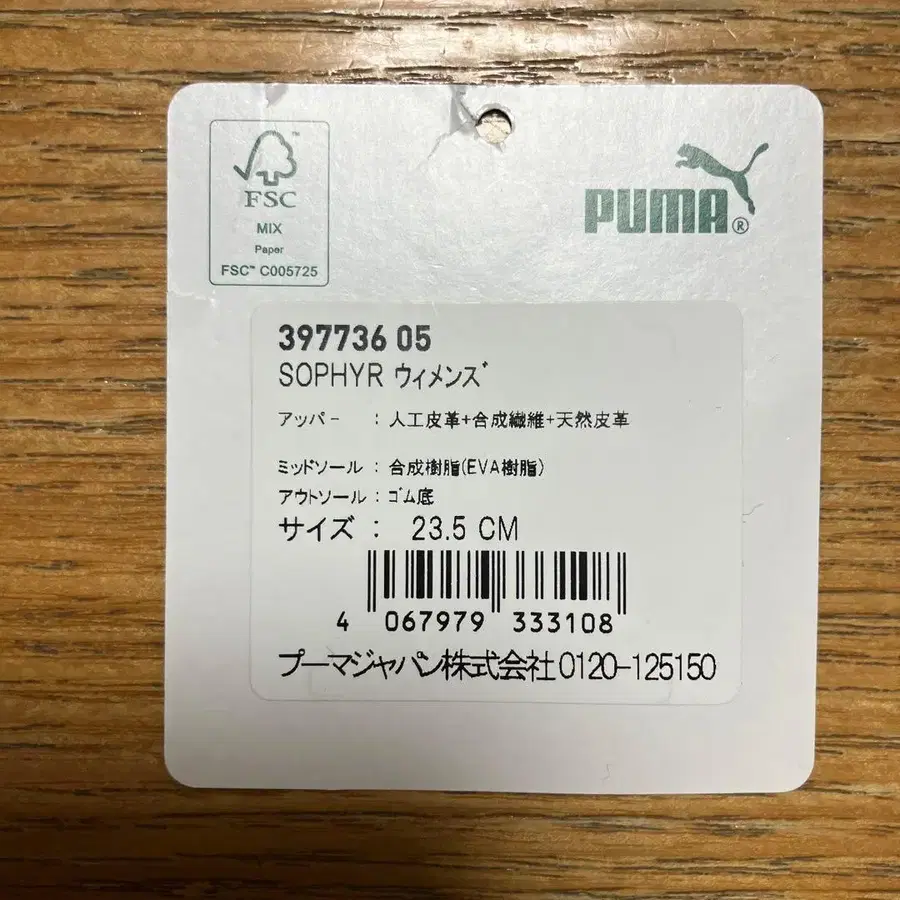 FSC™
MIX
Paper
FSC™ C005725
PUMA®
397736 05
SOPHYR ウィメンズ
アッパー : 人工皮革+合成繊維+天然皮革
ミッドソール : 合成樹脂(EVA樹脂)
アウトソール : ゴム底
サイズ : 23.5 CM
4 067979 333108
プーマジャパン株式会社 0120-125150